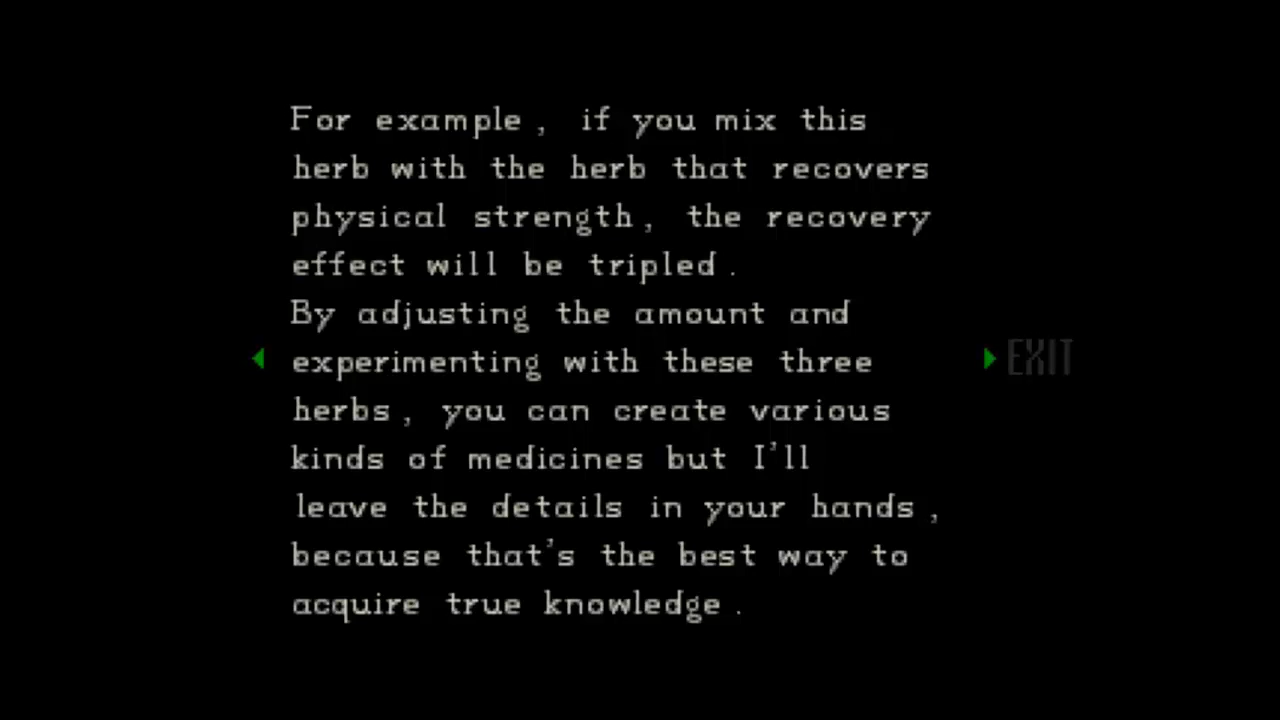 For example, if you mix this
herb with the herb that recovers
physical strength, the recovery
effect will be tripled.
By adjusting the amount and
experimenting with these three
herbs, you can create various
kinds of medicines but I'll
leave the details in your hands,
because that's the best way to
acquire true knowledge.
EXIT